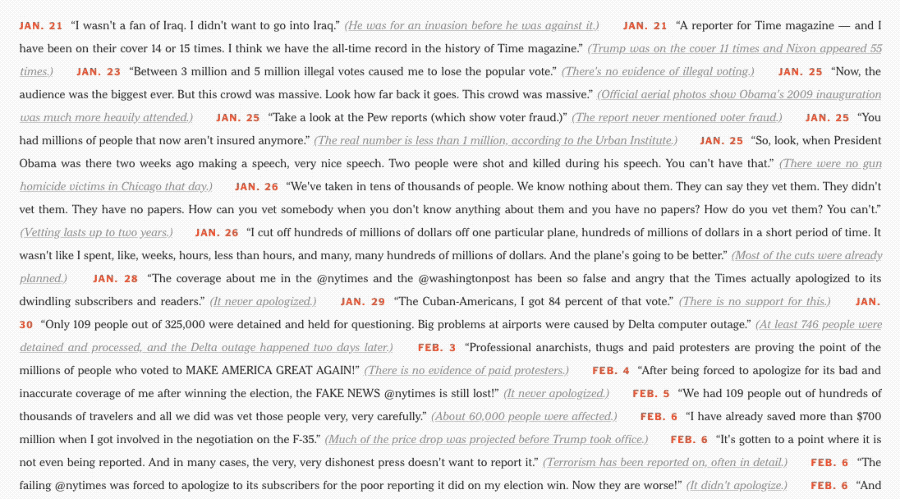 JAN. 21 “I wasn't a fan of Iraq. I didn't want to go into Iraq.” (He was for an invasion before he was against it.) JAN. 21 “A reporter for Time magazine — and I
have been on their cover 14 or 15 times. I think we have the all-time record in the history of Time magazine.” (Trump was on the cover 11 times and Nixon appeared 55
times.) JAN. 23 “Between 3 million and 5 million illegal votes caused me to lose the popular vote.” (There's no evidence of illegal voting.) JAN. 25 “Now, the
audience was the biggest ever. But this crowd was massive. Look how far back it goes. This crowd was massive.” (Official aerial photos show Obama's 2009 inauguration
was much more heavily attended.) JAN. 25 “Take a look at the Pew reports (which show voter fraud.)” (The report never mentioned voter fraud.) JAN. 25 “You
had millions of people that now aren't insured anymore.” (The real number is less than 1 million, according to the Urban Institute.) JAN. 25 “So, look, when President
Obama was there two weeks ago making a speech, very nice speech. Two people were shot and killed during his speech. You can't have that.” (There were no gun
homicide victims in Chicago that day.) JAN. 26 “We've taken in tens of thousands of people. We know nothing about them. They can say they vet them. They didn't
vet them. They have no papers. How can you vet somebody when you don't know anything about them and you have no papers? How do you vet them? You can't.”
(Vetting lasts up to two years.) JAN. 26 “I cut off hundreds of millions of dollars off one particular plane, hundreds of millions of dollars in a short period of time. It
wasn't like I spent, like, weeks, hours, less than hours, and many, many hundreds of millions of dollars. And the plane's going to be better.” (Most of the cuts were already
planned.) JAN. 28 “The coverage about me in the @nytimes and the @washingtonpost has been so false and angry that the Times actually apologized to its
dwindling subscribers and readers.” (It never apologized.) JAN. 29 “The Cuban-Americans, I got 84 percent of that vote.” (There is no support for this.) JAN.
30 “Only 109 people out of 325,000 were detained and held for questioning. Big problems at airports were caused by Delta computer outage.” (At least 746 people were
detained and processed, and the Delta outage happened two days later.) FEB. 3 “Professional anarchists, thugs and paid protesters are proving the point of the
millions of people who voted to MAKE AMERICA GREAT AGAIN!” (There is no evidence of paid protesters.) FEB. 4 “After being forced to apologize for its bad and
inaccurate coverage of me after winning the election, the FAKE NEWS @nytimes is still lost!” (It never apologized.) FEB. 5 “We had 109 people out of hundreds of
thousands of travelers and all we did was vet those people very, very carefully.” (About 60,000 people were affected.) FEB. 6 “I have already saved more than $700
million when I got involved in the negotiation on the F-35.” (Much of the price drop was projected before Trump took office.) FEB. 6 “It's gotten to a point where it is
not even being reported. And in many cases, the very, very dishonest press doesn't want to report it.” (Terrorism has been reported on, often in detail.) FEB. 6 “The
failing @nytimes was forced to apologize to its subscribers for the poor reporting it did on my election win. Now they are worse!” (It didn't apologize.) FEB. 6 “And